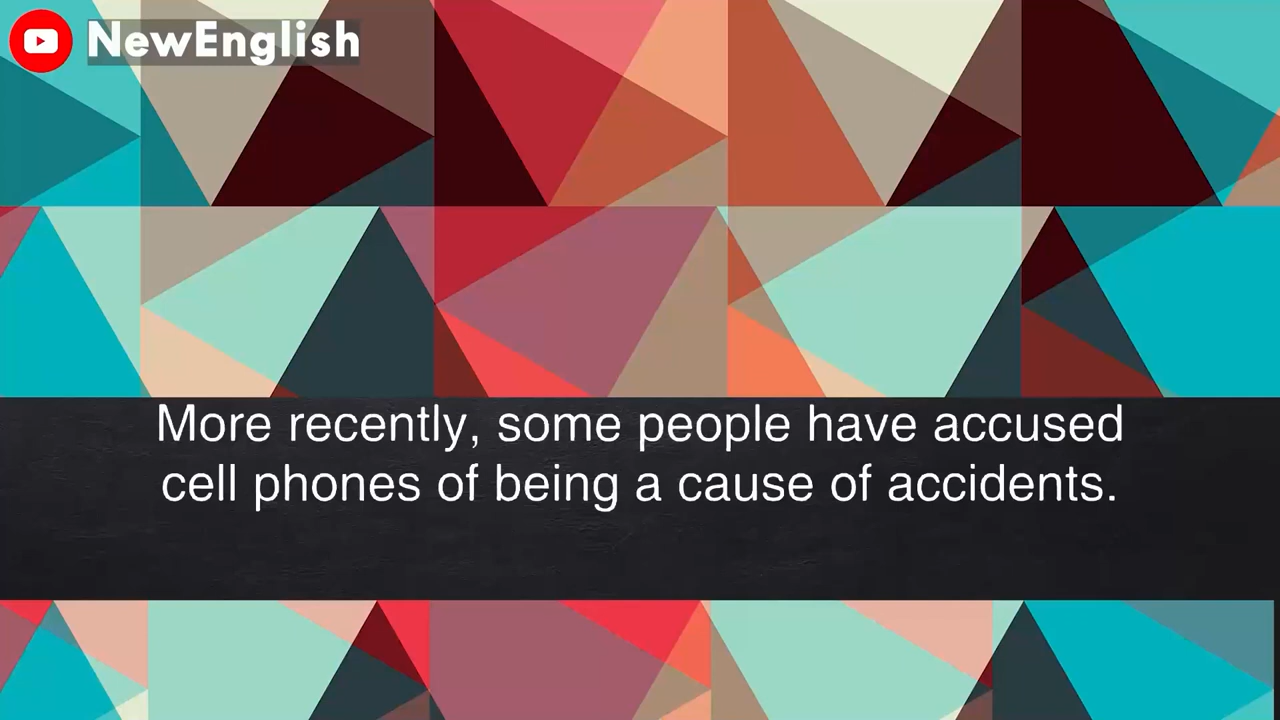 NewEnglish
More recently, some people have accused
cell phones of being a cause of accidents.